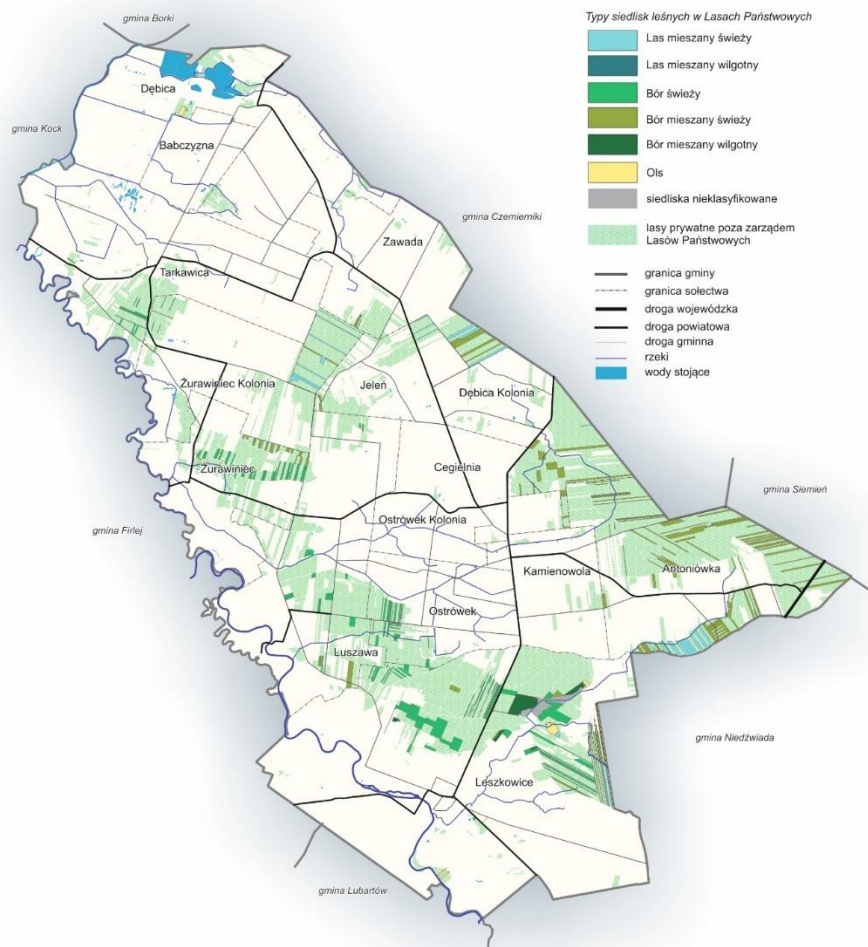 gmina Borki
Typy siedlisk leśnych w Lasach Państwowych
Las mieszany świeży
Las mieszany wilgotny
Bór świeży
Bór mieszany świeży
Bór mieszany wilgotny
Ols
siedliska nieklasyfikowane
lasy prywatne poza zarządem
Lasów Państwowych
granica gminy
granica sołectwa
droga wojewódzka
droga powiatowa
droga gminna
rzeki
wody stojące
Dębica
gmina Kock
Babczyzna
gmina Czemierniki
Zawada
Tarkawica
Żurawiniec Kolonia
Jeleń
Dębica Kolonia
Żurawiniec
Cegielnia
gmina Siemień
Ostrówek Kolonia
gmina Firlej
Kamienowola
Antoniówka
Ostrówek
Luszawa
gmina Niedźwiada
Leszkowice
gmina Lubartów